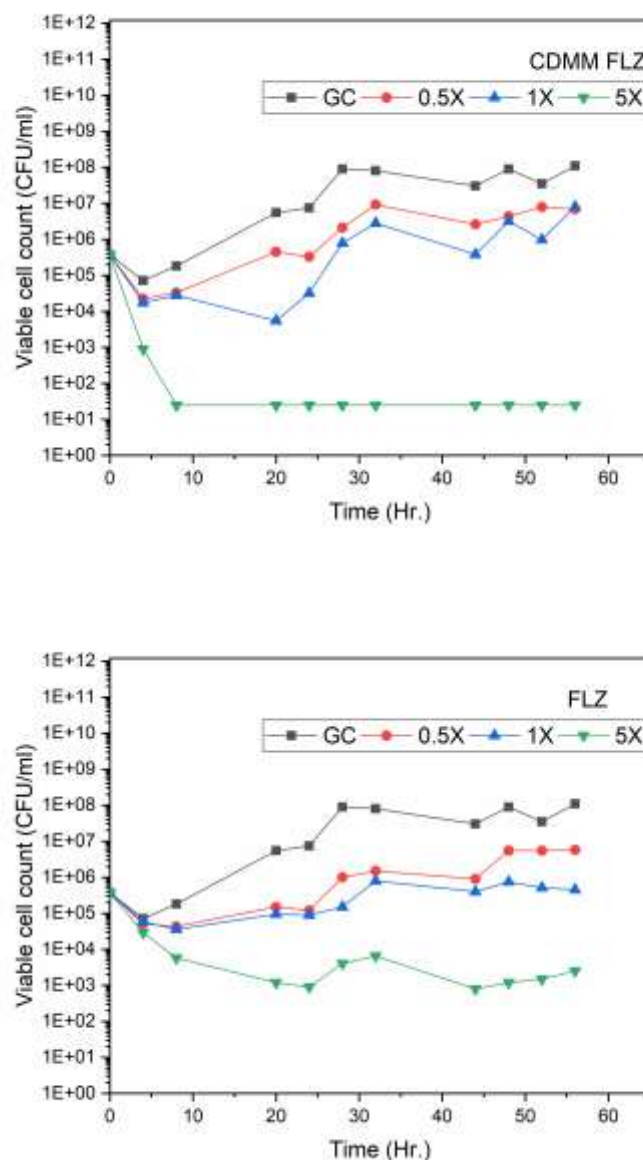 1E+12
1E+11
1E+10
1E+09
1E+08
1E+07
1E+06
1E+05
1E+04
1E+03
1E+02
1E+01
1E+00
Viable cell count (CFU/ml)
CDMM FLZ
GC 0.5X 1X 5X
0 10 20 30 40 50 60
Time (Hr.)
1E+12
1E+11
1E+10
1E+09
1E+08
1E+07
1E+06
1E+05
1E+04
1E+03
1E+02
1E+01
1E+00
Viable cell count (CFU/ml)
FLZ
GC 0.5X 1X 5X
0 10 20 30 40 50 60
Time (Hr.)